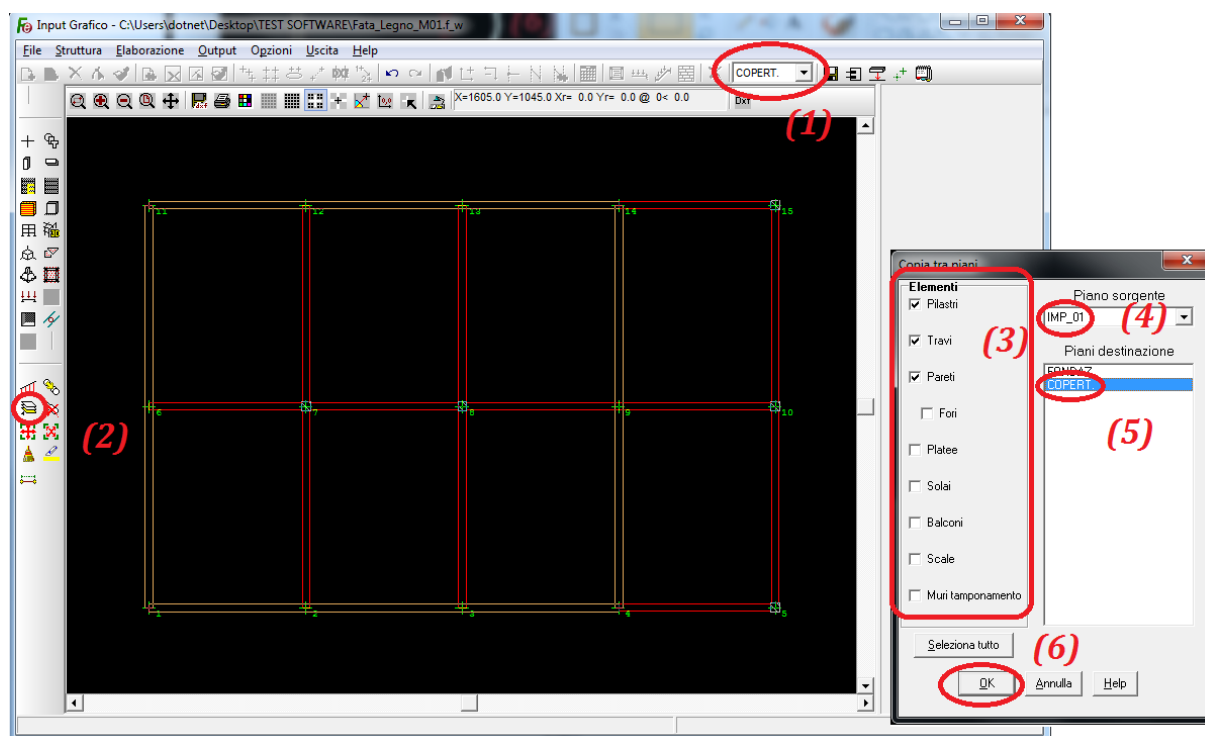 Input Grafico - C:\Users\dotnet\Desktop\TEST SOFTWARE\Fata_Legno_M01.f_w
File Struttura Elaborazione Output Opzioni Uscita Help
COPERT.
X=1605.0 Y=1045.0 Xr= 0.0 Yr= 0.0 @ 0< 0.0
Dxf
(1)
11 12 13 14 15
6 7 8 9 10
1 2 3 4 5
(2)
Copia tra piani
Elementi
Pilastri
Travi
Pareti
Fori
Platee
Solai
Balconi
Scale
Muri tamponamento
(3)
Piano sorgente
IMP_01
(4)
Piani destinazione
FONDAZ.
COPERT.
(5)
Seleziona tutto
(6)
OK Annulla Help